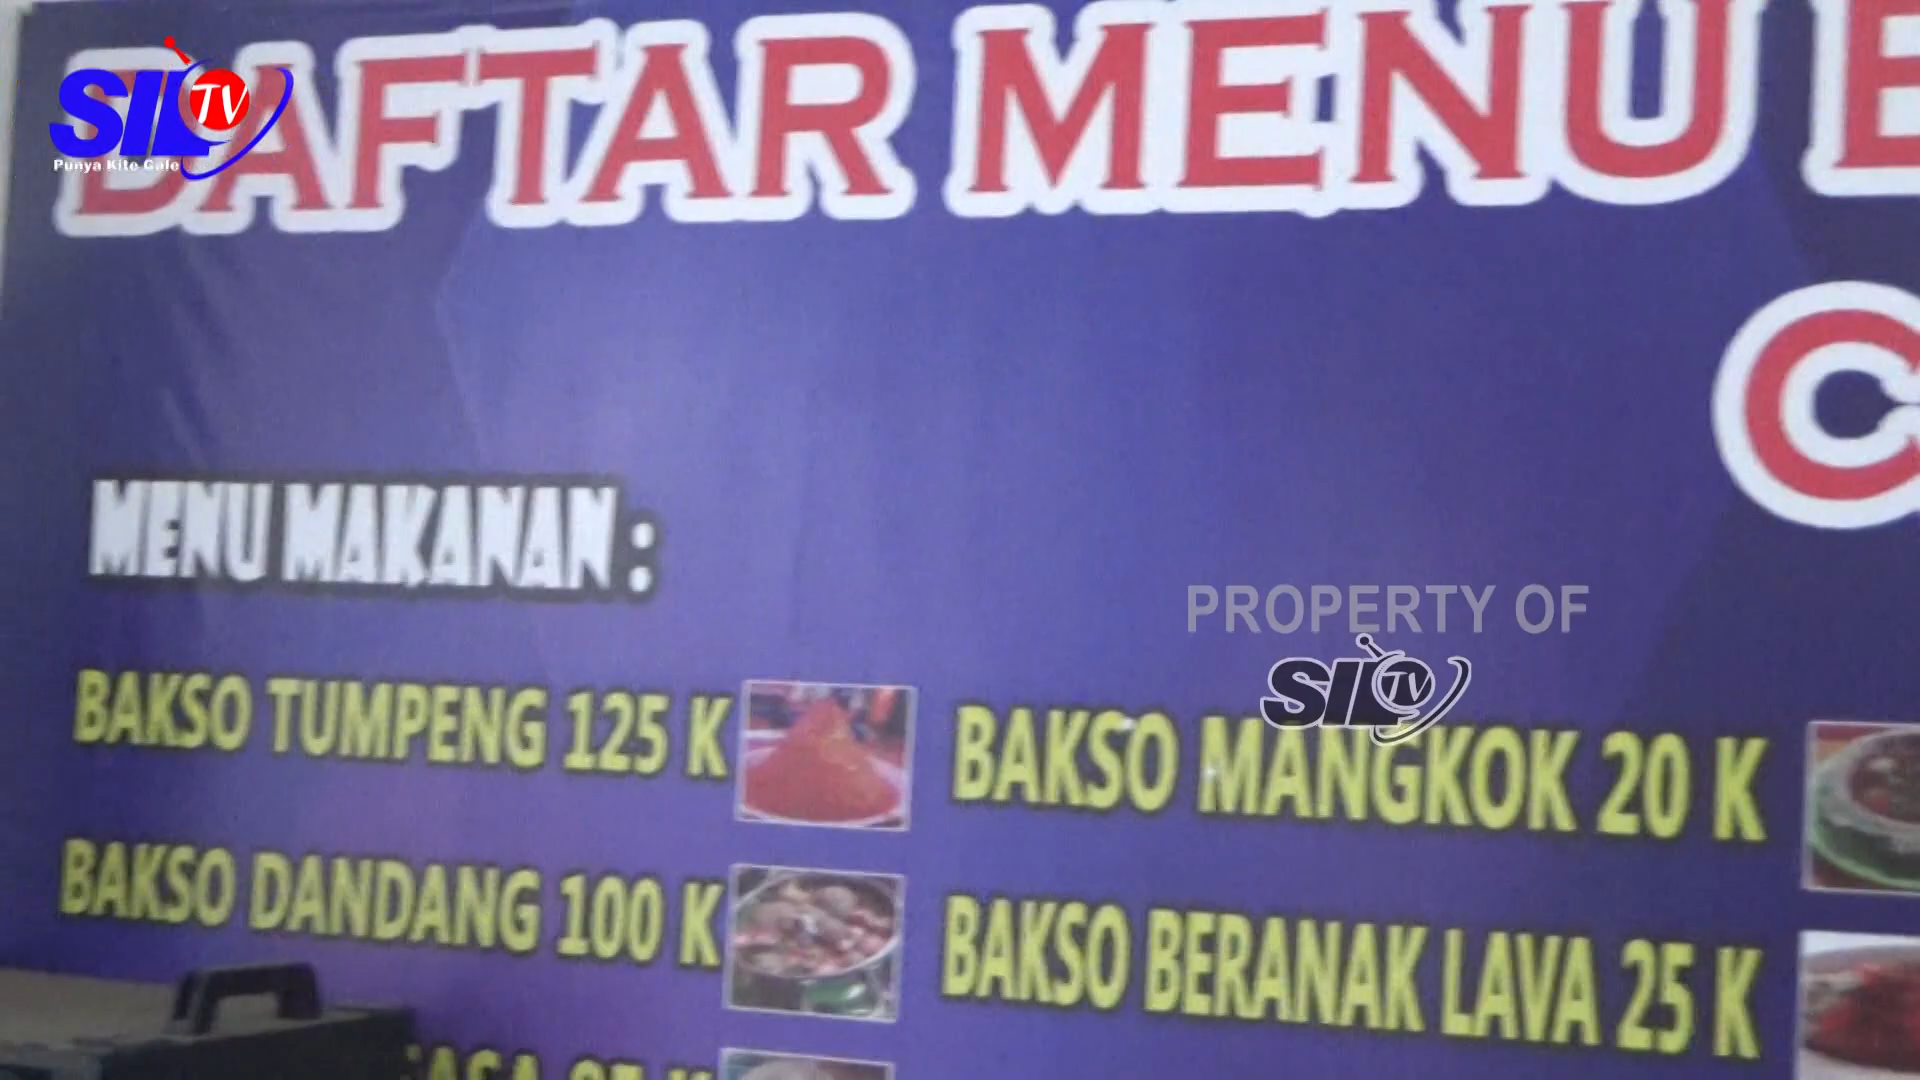 SIL TV
Punya Kite Gale
DAFTAR MENU
MENU MAKANAN :
PROPERTY OF
SIL TV
BAKSO TUMPENG 125 K
BAKSO MANGKOK 20 K
BAKSO DANDANG 100 K
BAKSO BERANAK LAVA 25 K